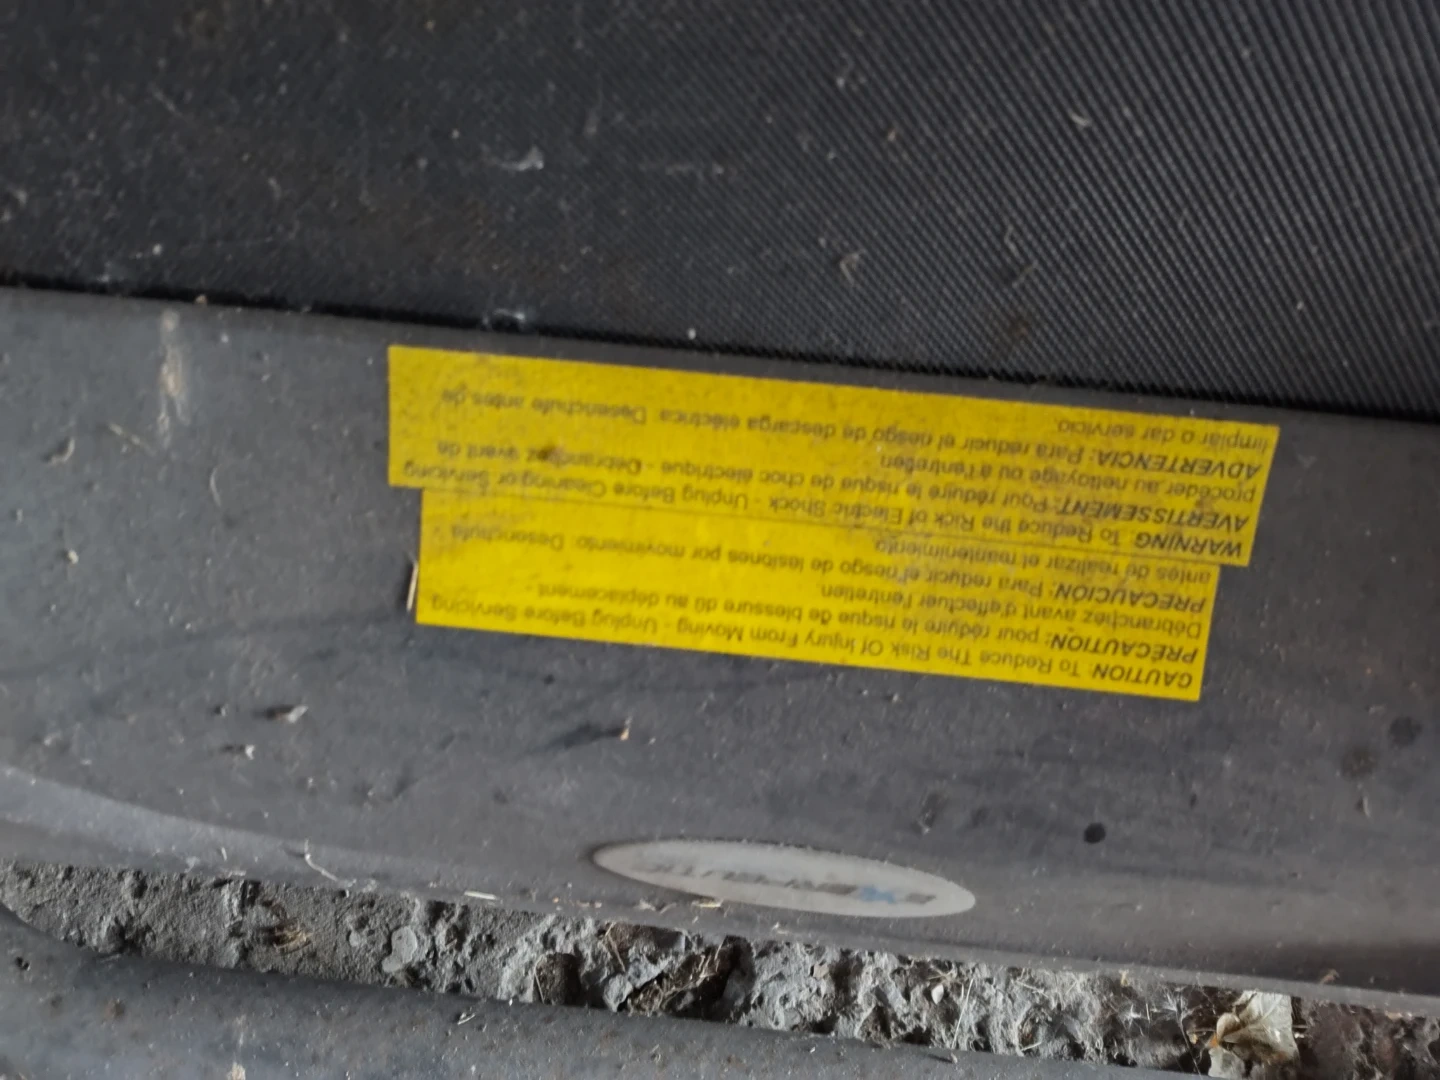 CAUTION: To Reduce The Risk Of Injury From Moving - Unplug Before Servicing.
PRÉCAUTION: pour réduire le risque de blessure dû au déplacement -
Débranchez avant d'effectuer l'entretien.
PRECAUCIÓN: Para reducir el riesgo de lesiones por movimiento. Desenchufe
antes de realizar el mantenimiento.
WARNING: To Reduce the Risk of Electric Shock - Unplug Before Cleaning or Servicing
AVERTISSEMENT: Pour réduire le risque de choc électrique - Débranchez avant de
procéder au nettoyage ou à l'entretien.
ADVERTENCIA: Para reducir el riesgo de descarga eléctrica. Desenchufe antes de
limpiar o dar servicio.
EXERPEUTIC